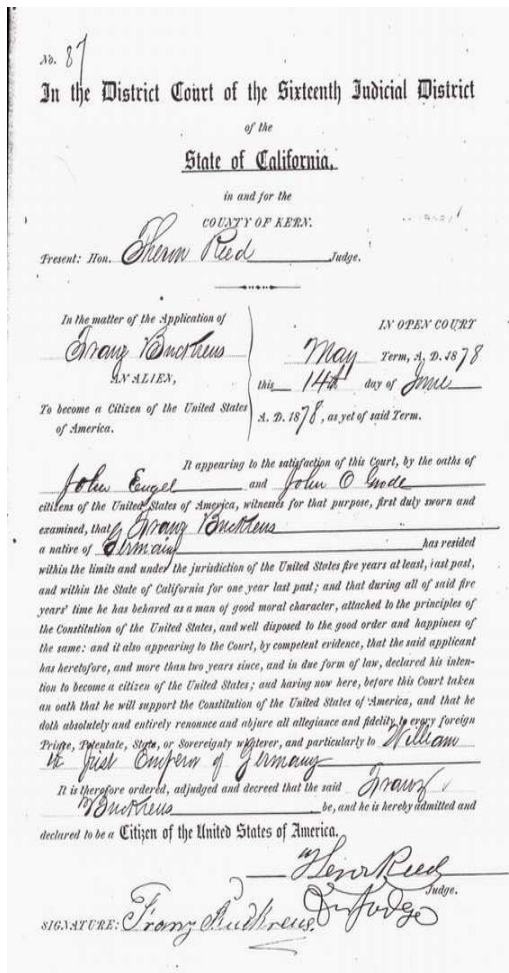 No. 87
In the District Court of the Sixteenth Judicial District
of the
State of California,
in and for the
COUNTY OF KERN.
Present: Hon. Theron Reed Judge.
In the matter of the Application of
Franz Buckreus
AN ALIEN,
To become a Citizen of the United States
of America.
IN OPEN COURT
May Term, A. D. 1878
this 14th day of June
A. D. 1878, as yet of said Term.
It appearing to the satisfaction of this Court, by the oaths of
John Engel and John O
citizens of the United States of America, witnesses for that purpose, first duly sworn and
examined, that Franz Buckreus
a native of Germany has resided
within the limits and under the jurisdiction of the United States five years at least, last past,
and within the State of California for one year last past; and that during all of said five
years' time he has behaved as a man of good moral character, attached to the principles of
the Constitution of the United States, and well disposed to the good order and happiness of
the same: and it also appearing to the Court, by competent evidence, that the said applicant
has heretofore, and more than two years since, and in due form of law, declared his inten-
tion to become a citizen of the United States; and having now here, before this Court taken
an oath that he will support the Constitution of the United States of America, and that he
doth absolutely and entirely renounce and abjure all allegiance and fidelity to every foreign
Prince, Potentate, State, or Sovereignty whatever, and particularly to William
the First Emperor of Germany
It is therefore ordered, adjudged and decreed that the said Franz
Buckreus be, and he is hereby admitted and
declared to be a Citizen of the United States of America.
Theron Reed
Judge.
Dist Judge
SIGNATURE: Franz Buckreus.